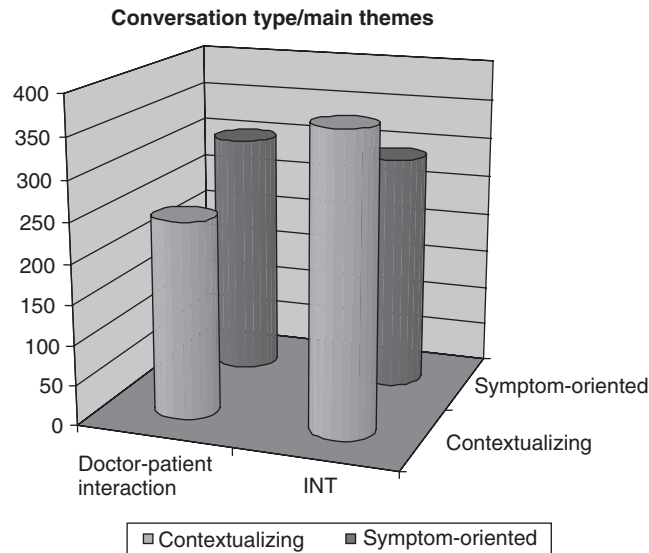 Conversation type/main themes
400
350
300
250
200
150
100
50
0
Symptom-oriented
Contextualizing
Doctor-patient
interaction
INT
Contextualizing Symptom-oriented